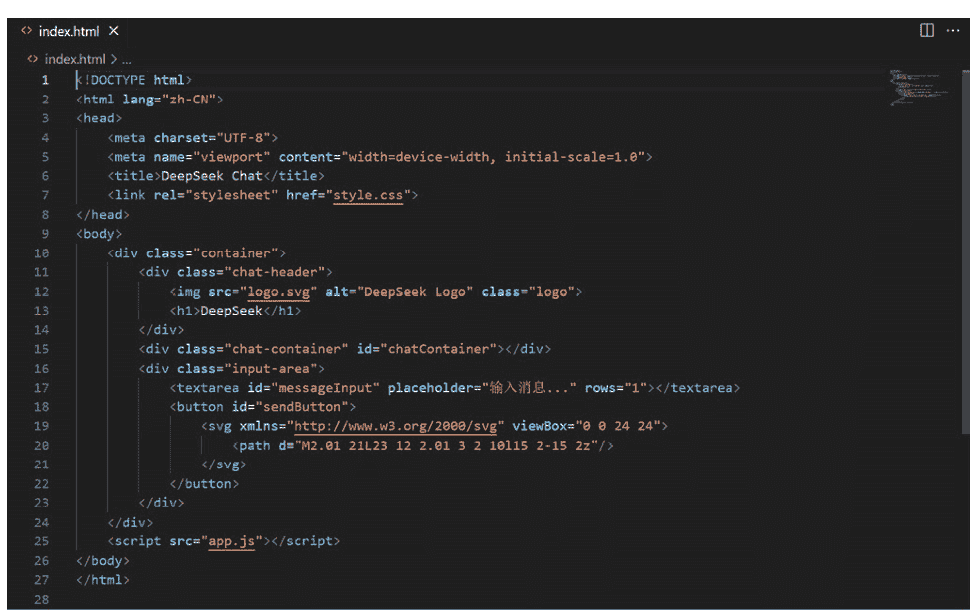 index.html
index.html > ...
1 <!DOCTYPE html>
2 <html lang="zh-CN">
3 <head>
4 <meta charset="UTF-8">
5 <meta name="viewport" content="width=device-width, initial-scale=1.0">
6 <title>DeepSeek Chat</title>
7 <link rel="stylesheet" href="style.css">
8 </head>
9 <body>
10 <div class="container">
11 <div class="chat-header">
12 <img src="logo.svg" alt="DeepSeek Logo" class="logo">
13 <h1>DeepSeek</h1>
14 </div>
15 <div class="chat-container" id="chatContainer"></div>
16 <div class="input-area">
17 <textarea id="messageInput" placeholder="输入消息..." rows="1"></textarea>
18 <button id="sendButton">
19 <svg xmlns="http://www.w3.org/2000/svg" viewBox="0 0 24 24">
20 <path d="M2.01 21L23 12 2.01 3 2 10l15 2-15 2z"/>
21 </svg>
22 </button>
23 </div>
24 </div>
25 <script src="app.js"></script>
26 </body>
27 </html>
28